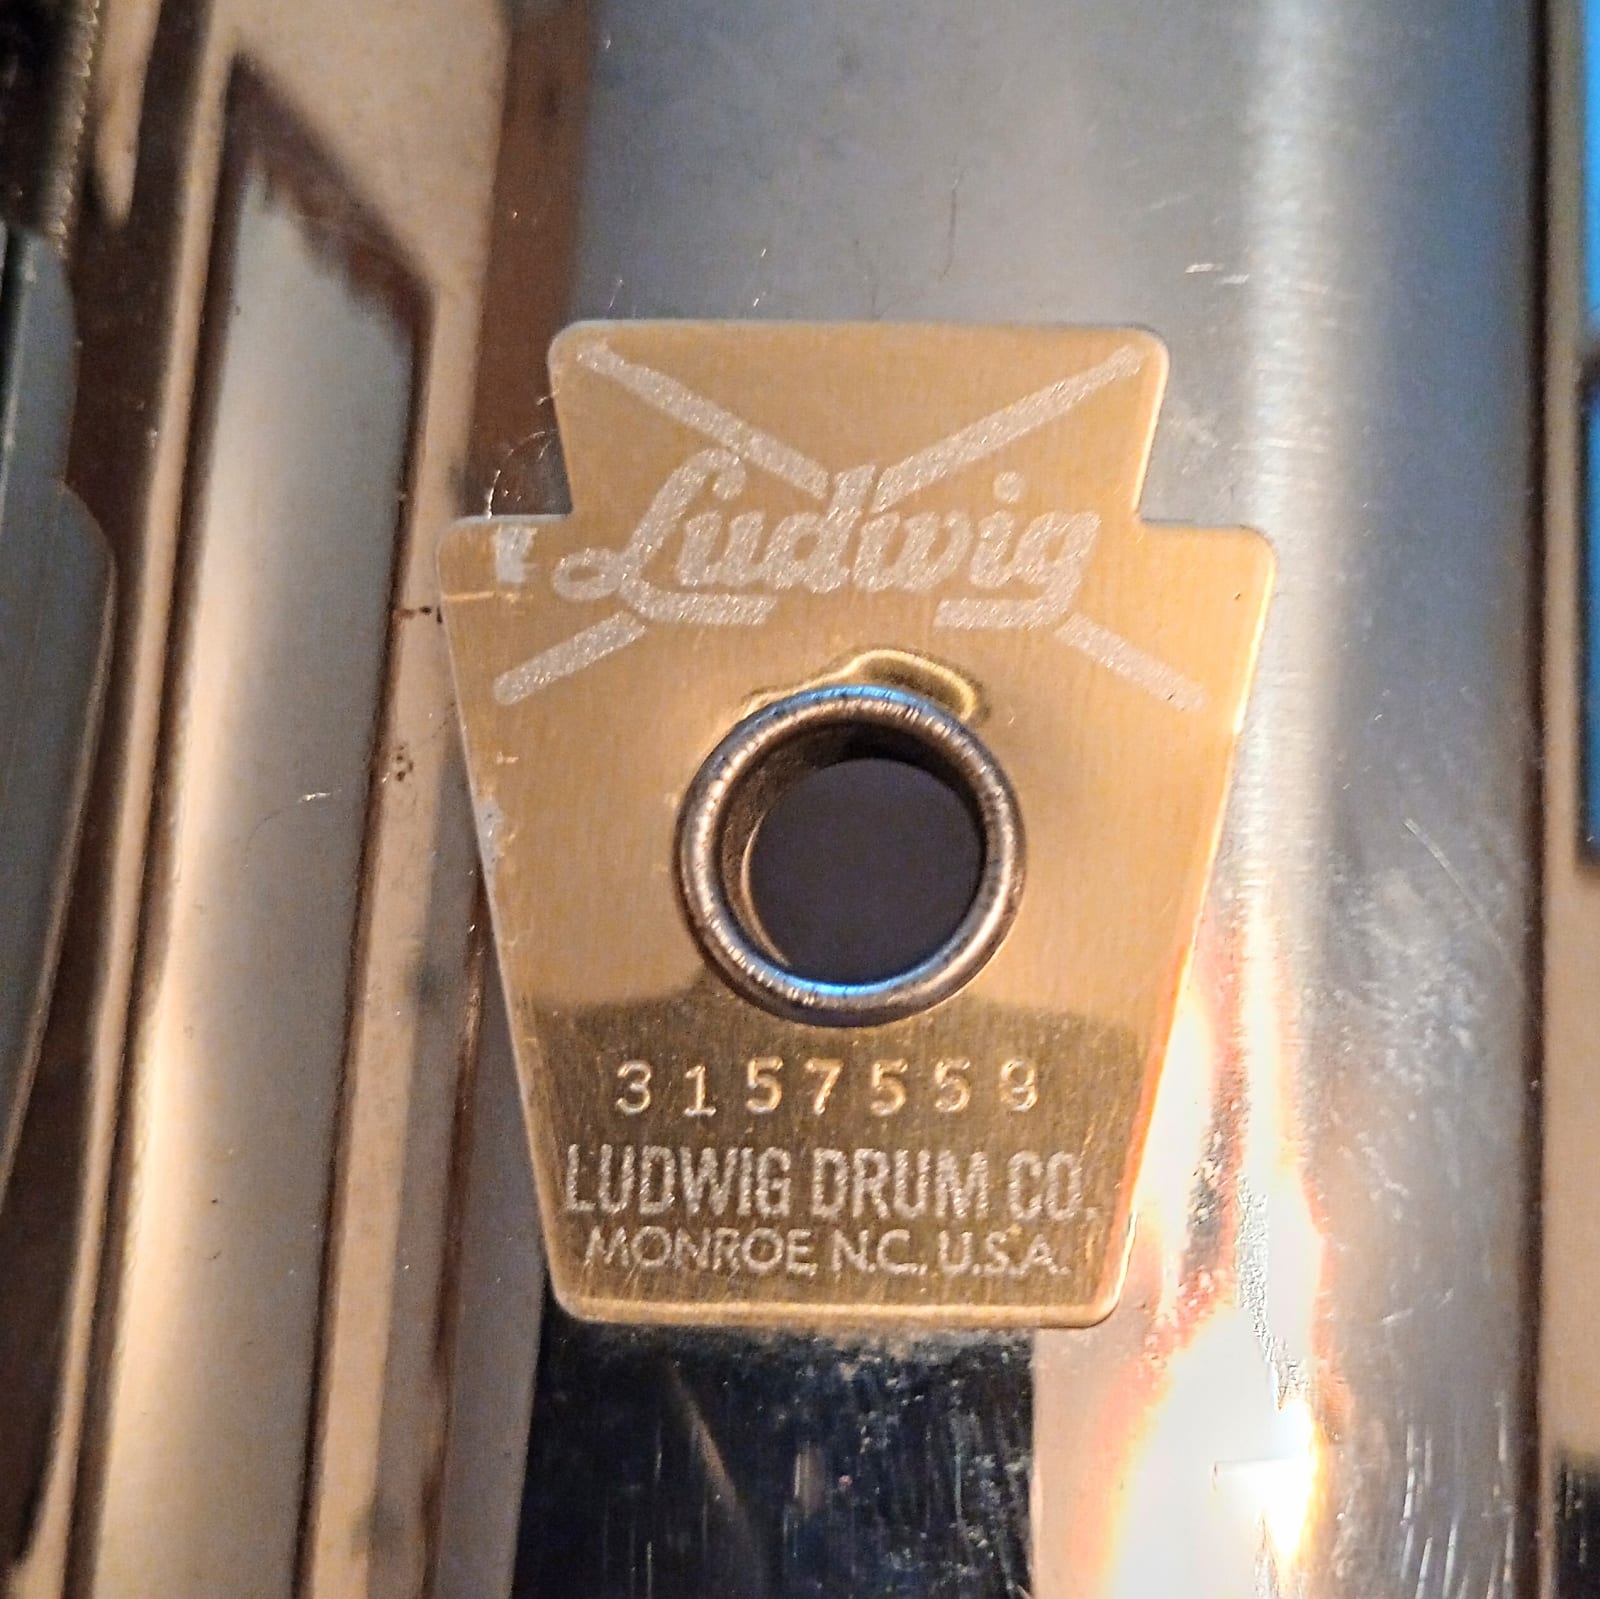 Ludwig
3157559
LUDWIG DRUM CO.
MONROE, N.C. U.S.A.